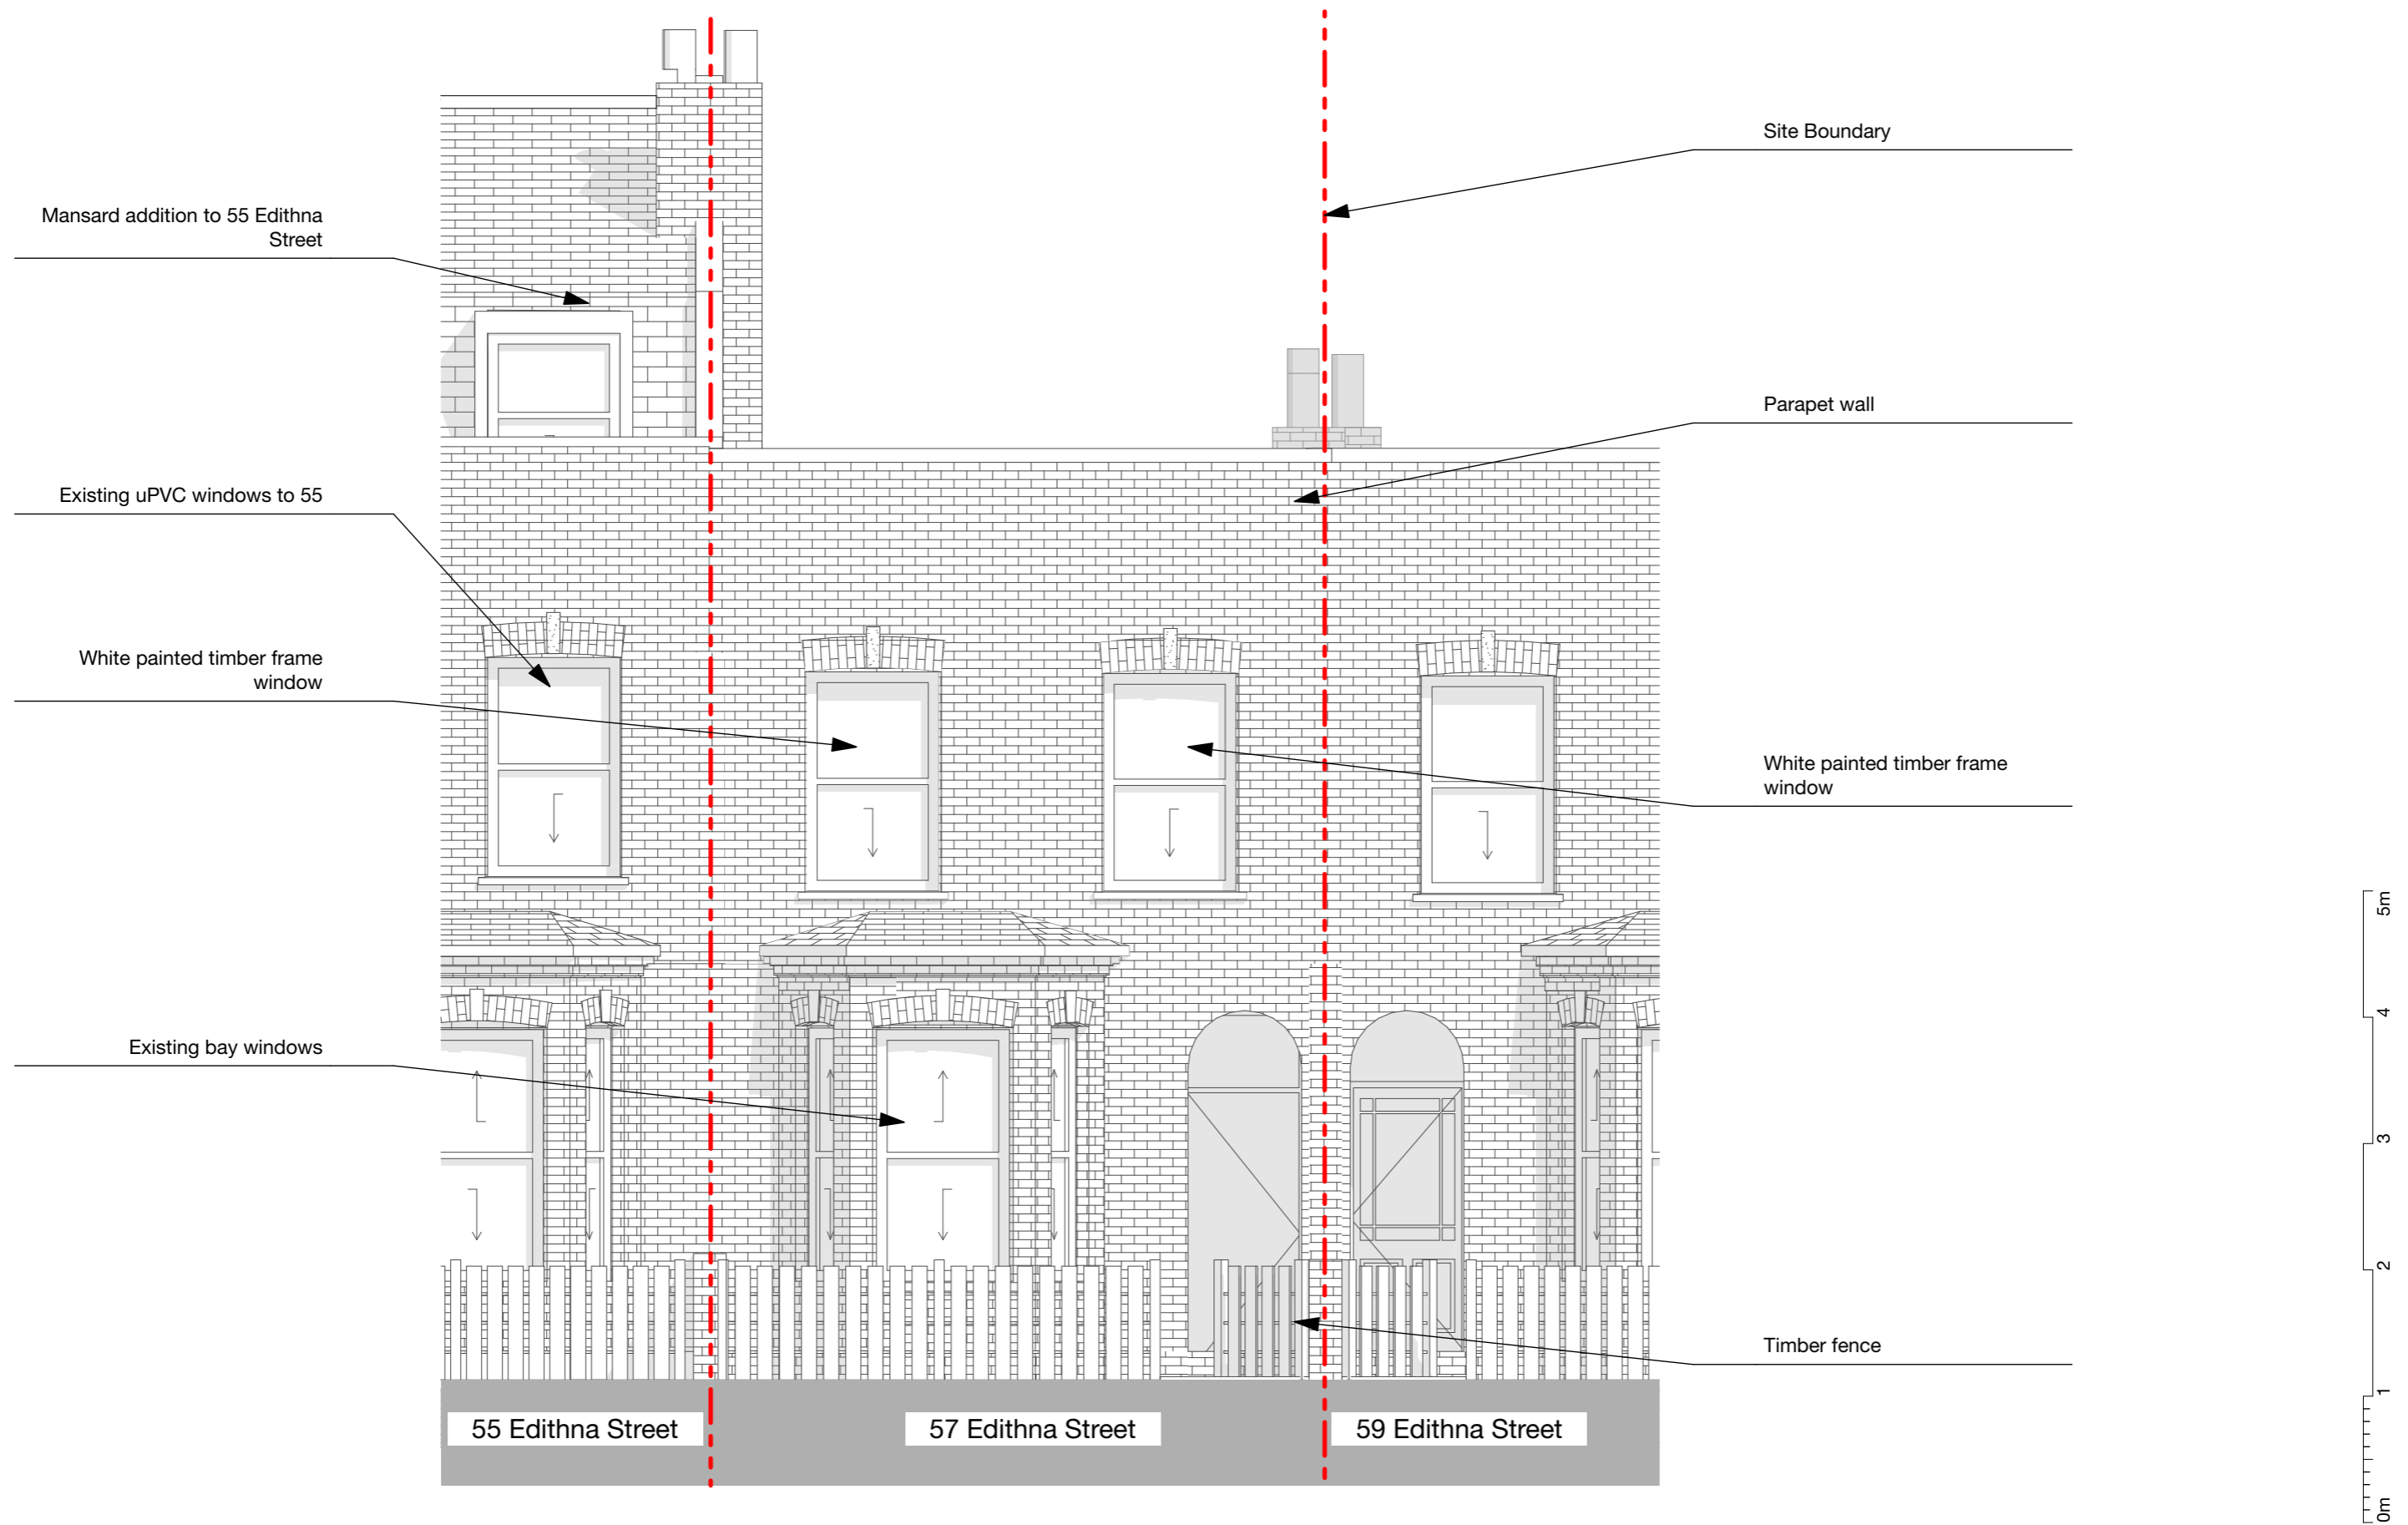 Site Boundary
Mansard addition to 55 Edithna
Street
Parapet wall
Existing uPVC windows to 55
White painted timber frame
window
White painted timber frame
window
Existing bay windows
Timber fence
55 Edithna Street
57 Edithna Street
59 Edithna Street
5m
4
3
2
1
0m